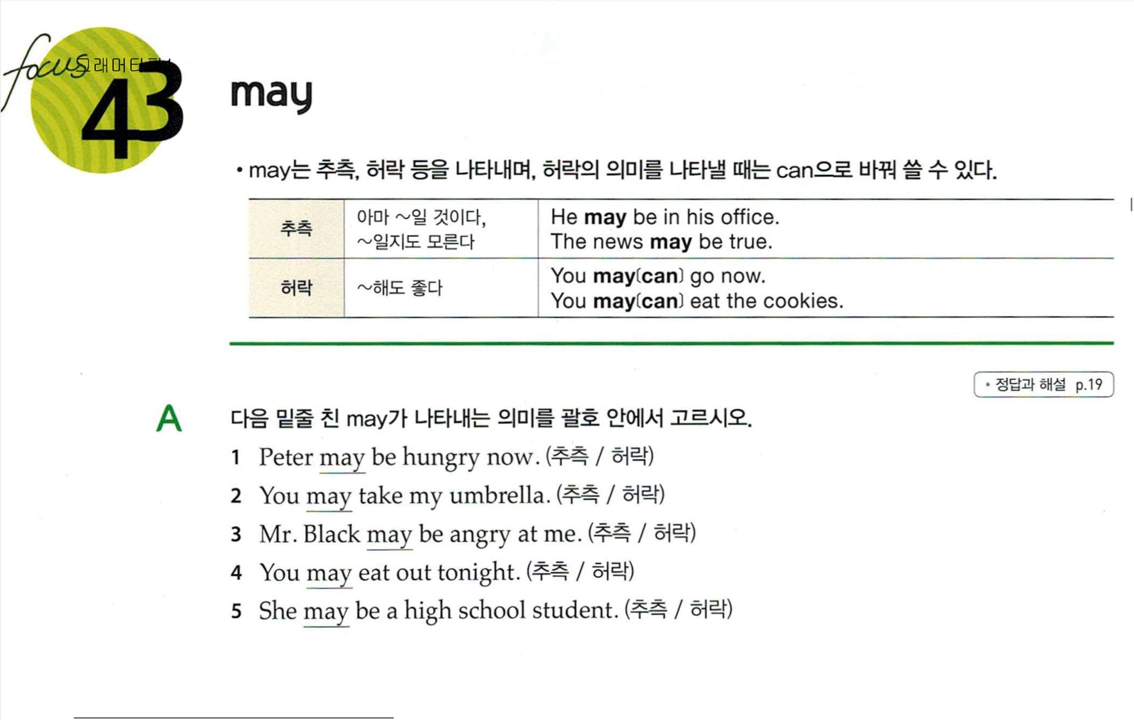 focus 그래머터피
43
may
• may는 추측, 허락 등을 나타내며, 허락의 의미를 나타낼 때는 can으로 바꿔 쓸 수 있다.
추측 아마 ~일 것이다, He may be in his office.
~일지도 모른다 The news may be true.
허락 ~해도 좋다 You may(can) go now.
You may(can) eat the cookies.
• 정답과 해설 p.19
A 다음 밑줄 친 may가 나타내는 의미를 괄호 안에서 고르시오.
1 Peter may be hungry now. (추측 / 허락)
2 You may take my umbrella. (추측 / 허락)
3 Mr. Black may be angry at me. (추측 / 허락)
4 You may eat out tonight. (추측 / 허락)
5 She may be a high school student. (추측 / 허락)